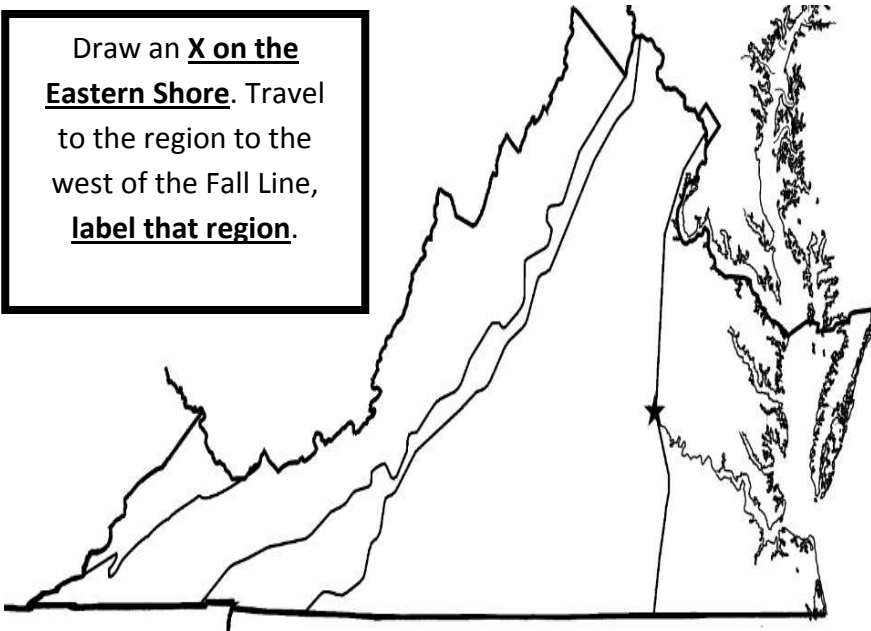 Draw an X on the
Eastern Shore. Travel
to the region to the
west of the Fall Line,
label that region.